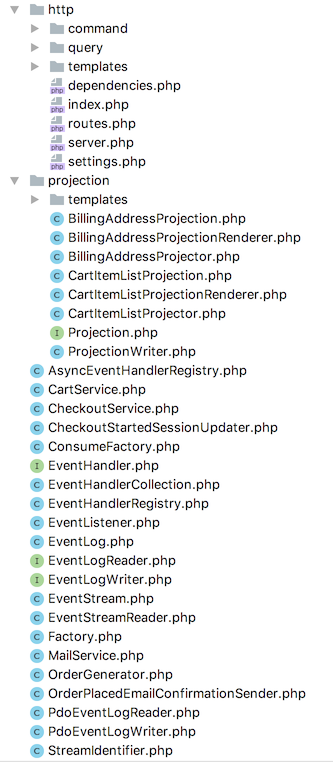 http
command
query
templates
dependencies.php
index.php
routes.php
server.php
settings.php
projection
templates
BillingAddressProjection.php
BillingAddressProjectionRenderer.php
BillingAddressProjector.php
CartItemListProjection.php
CartItemListProjectionRenderer.php
CartItemListProjector.php
Projection.php
ProjectionWriter.php
AsyncEventHandlerRegistry.php
CartService.php
CheckoutService.php
CheckoutStartedSessionUpdater.php
ConsumeFactory.php
EventHandler.php
EventHandlerCollection.php
EventHandlerRegistry.php
EventListener.php
EventLog.php
EventLogReader.php
EventLogWriter.php
EventStream.php
EventStreamReader.php
Factory.php
MailService.php
OrderGenerator.php
OrderPlacedEmailConfirmationSender.php
PdoEventLogReader.php
PdoEventLogWriter.php
StreamIdentifier.php